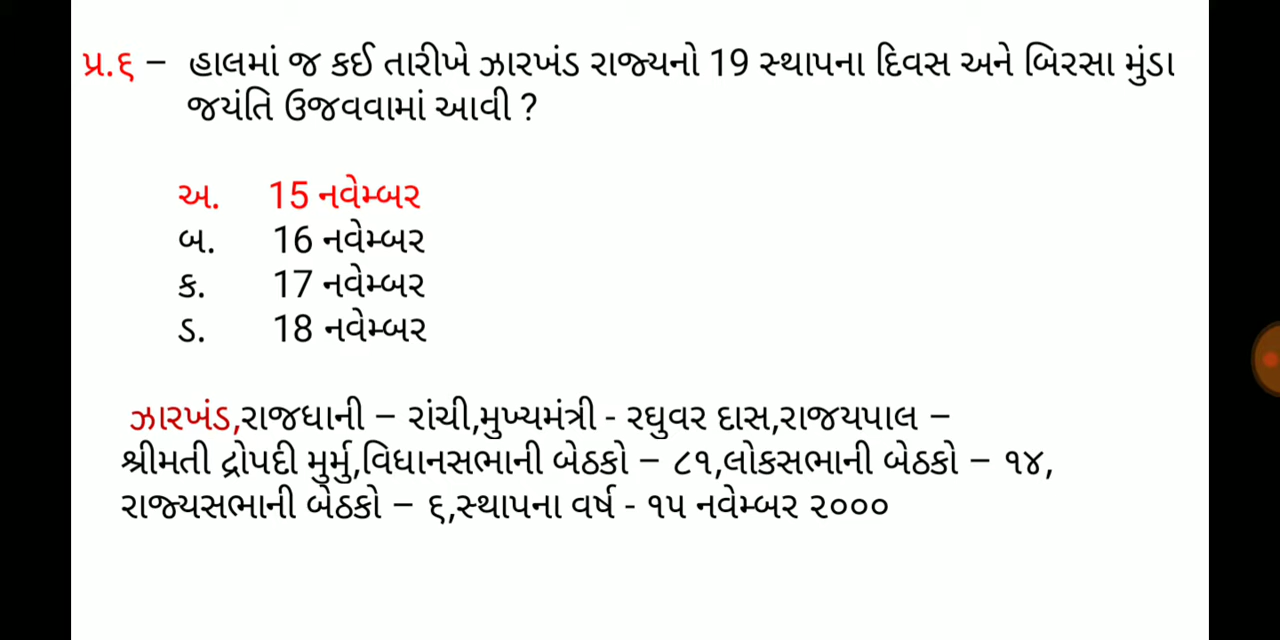 પ્ર.૬ – હાલમાં જ કઈ તારીખે ઝારખંડ રાજ્યનો 19 સ્થાપના દિવસ અને બિરસા મુંડા
જયંતિ ઉજવવામાં આવી ?
અ. 15 નવેમ્બર
બ. 16 નવેમ્બર
ક. 17 નવેમ્બર
ડ. 18 નવેમ્બર
ઝારખંડ,રાજધાની – રાંચી,મુખ્યમંત્રી - રઘુવર દાસ,રાજયપાલ –
શ્રીમતી દ્રોપદી મુર્મુ,વિધાનસભાની બેઠકો – ૮૧,લોકસભાની બેઠકો – ૧૪,
રાજ્યસભાની બેઠકો – ૬,સ્થાપના વર્ષ - ૧૫ નવેમ્બર ૨૦૦૦